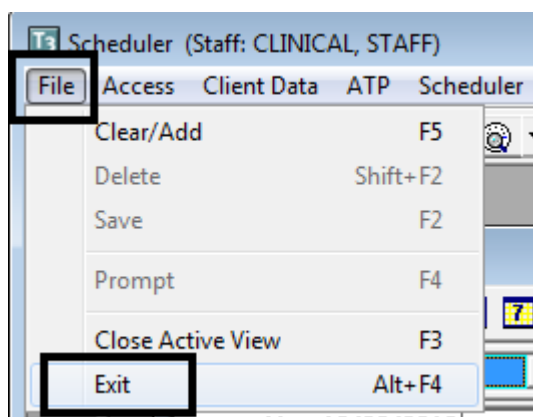 T3 Scheduler (Staff: CLINICAL, STAFF)
File Access Client Data ATP Scheduler
Clear/Add F5
Delete Shift+F2
Save F2
Prompt F4
7
Close Active View F3
Exit Alt+F4